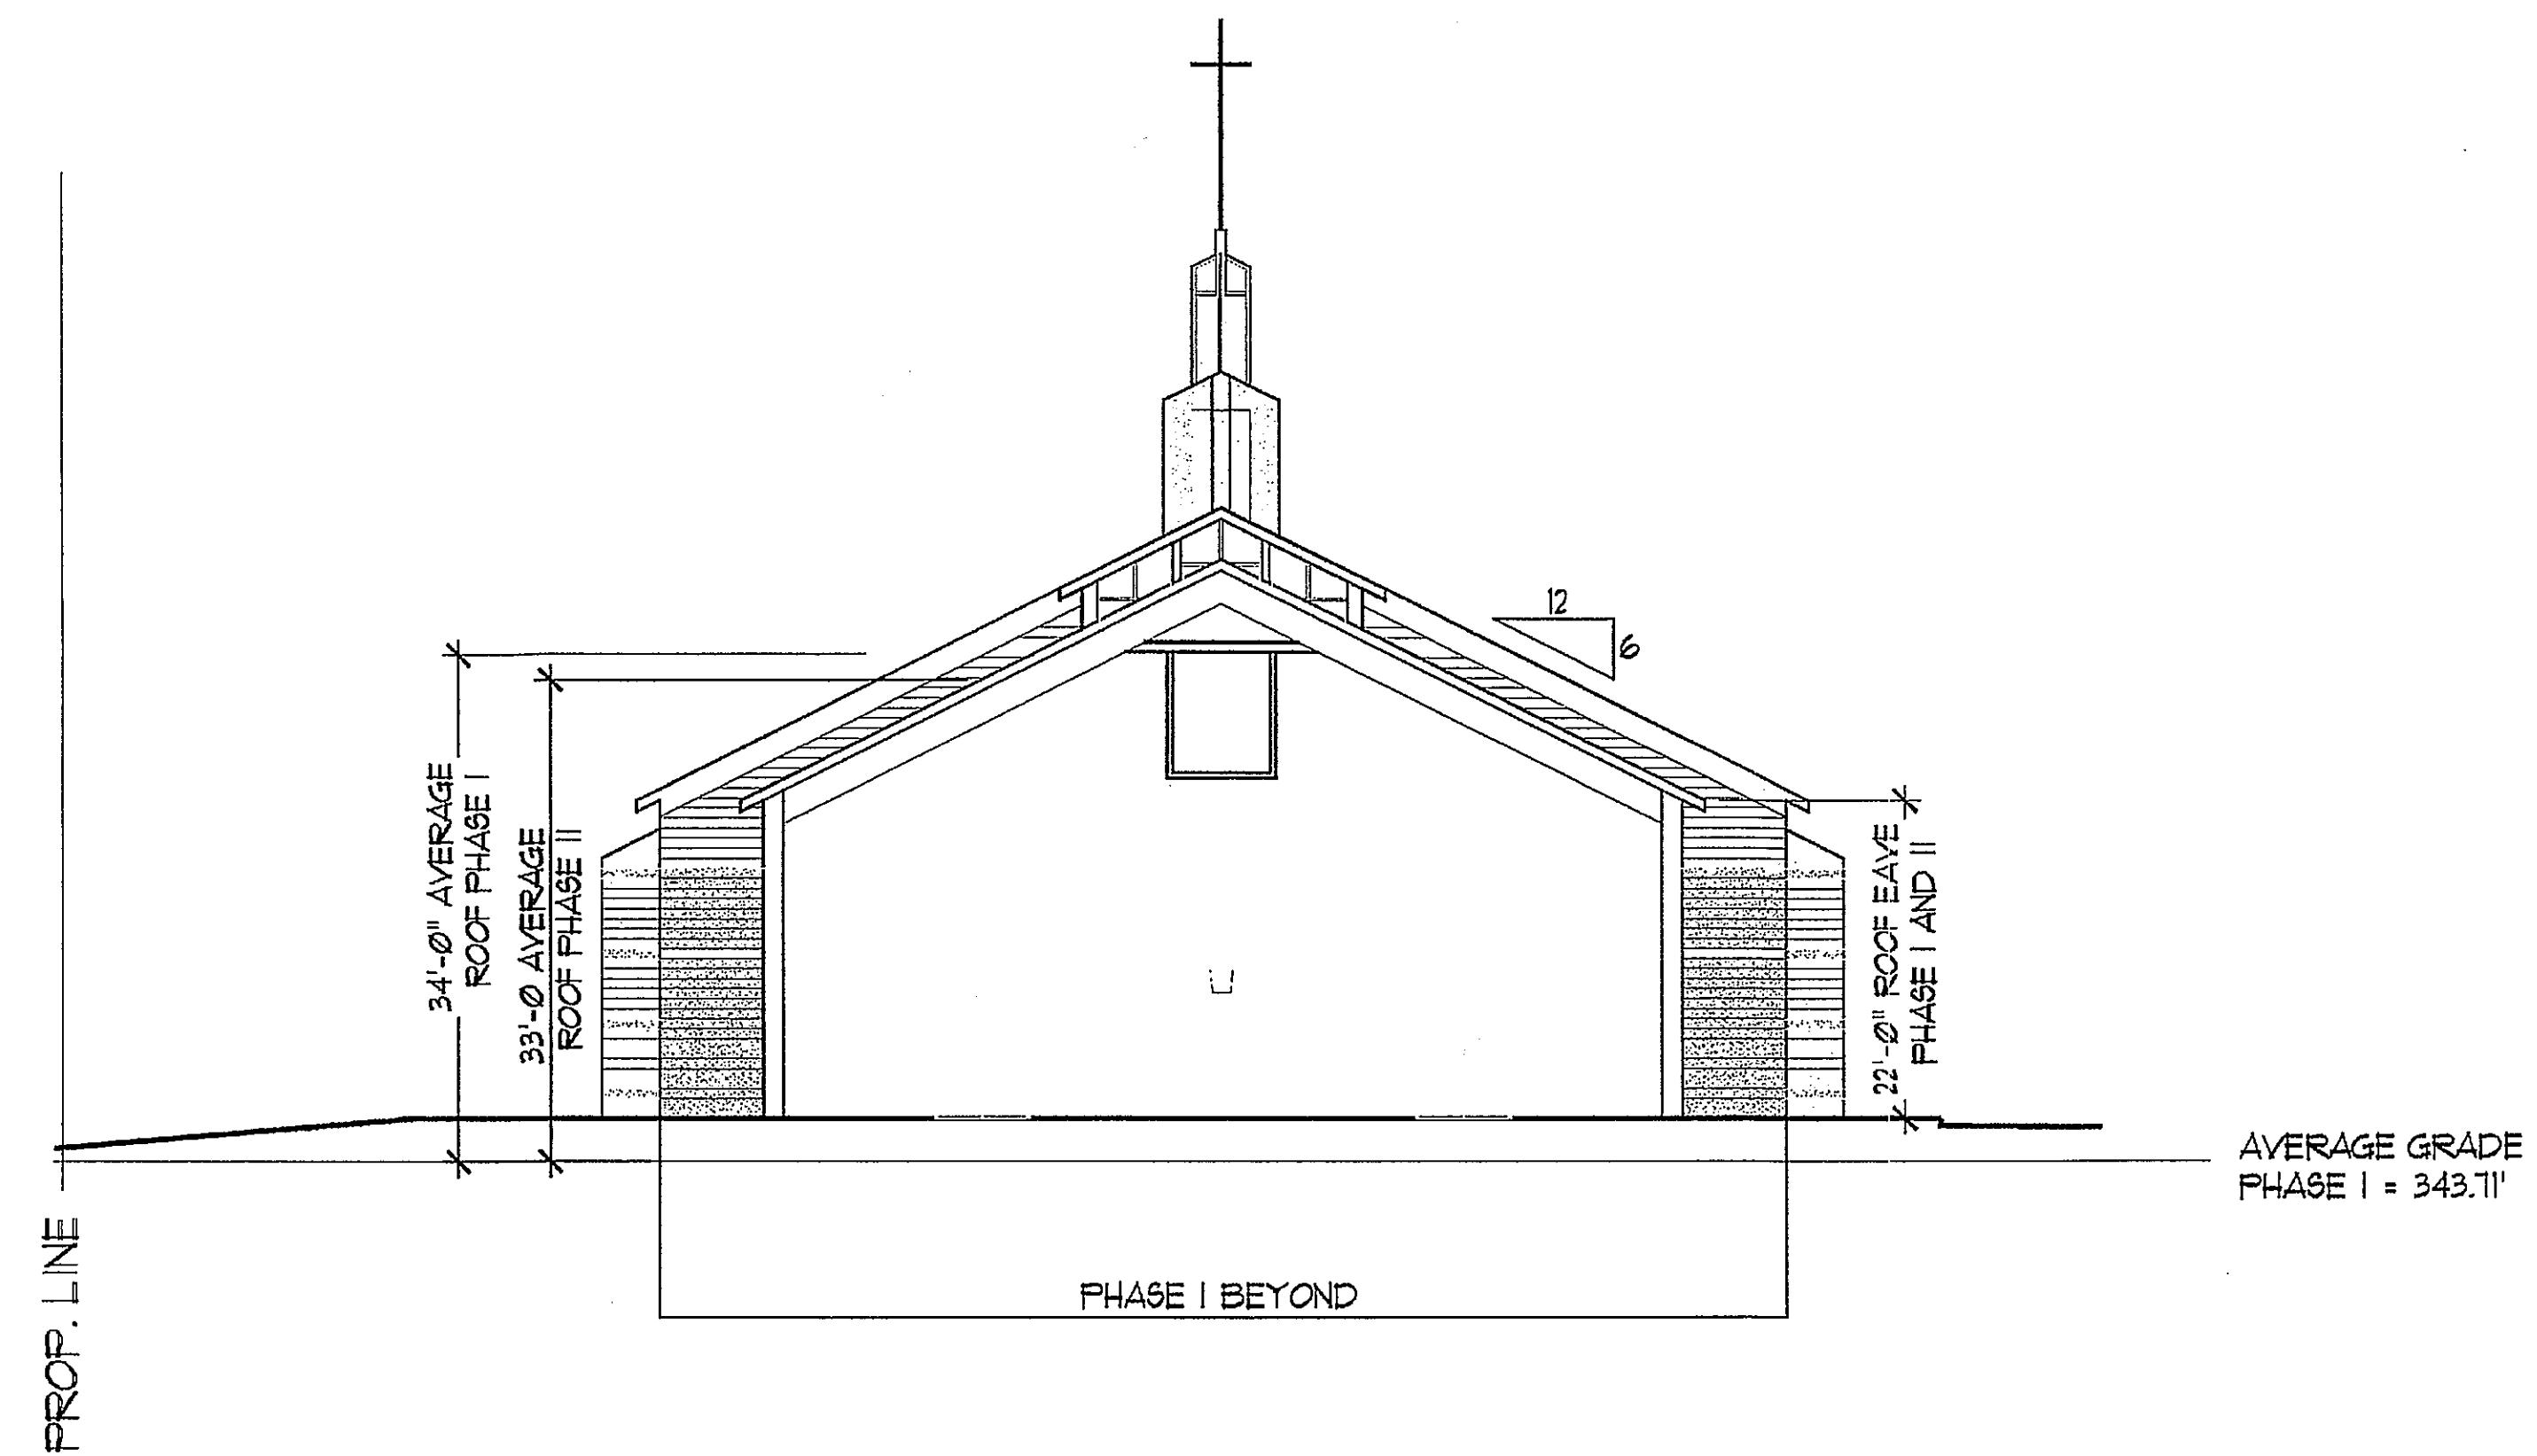 12
6
34'-0" AVERAGE
ROOF PHASE I
33'-0 AVERAGE
ROOF PHASE II
22'-0" ROOF EAVE
PHASE I AND II
AVERAGE GRADE
PHASE I = 343.71'
PHASE I BEYOND
PROP. LINE